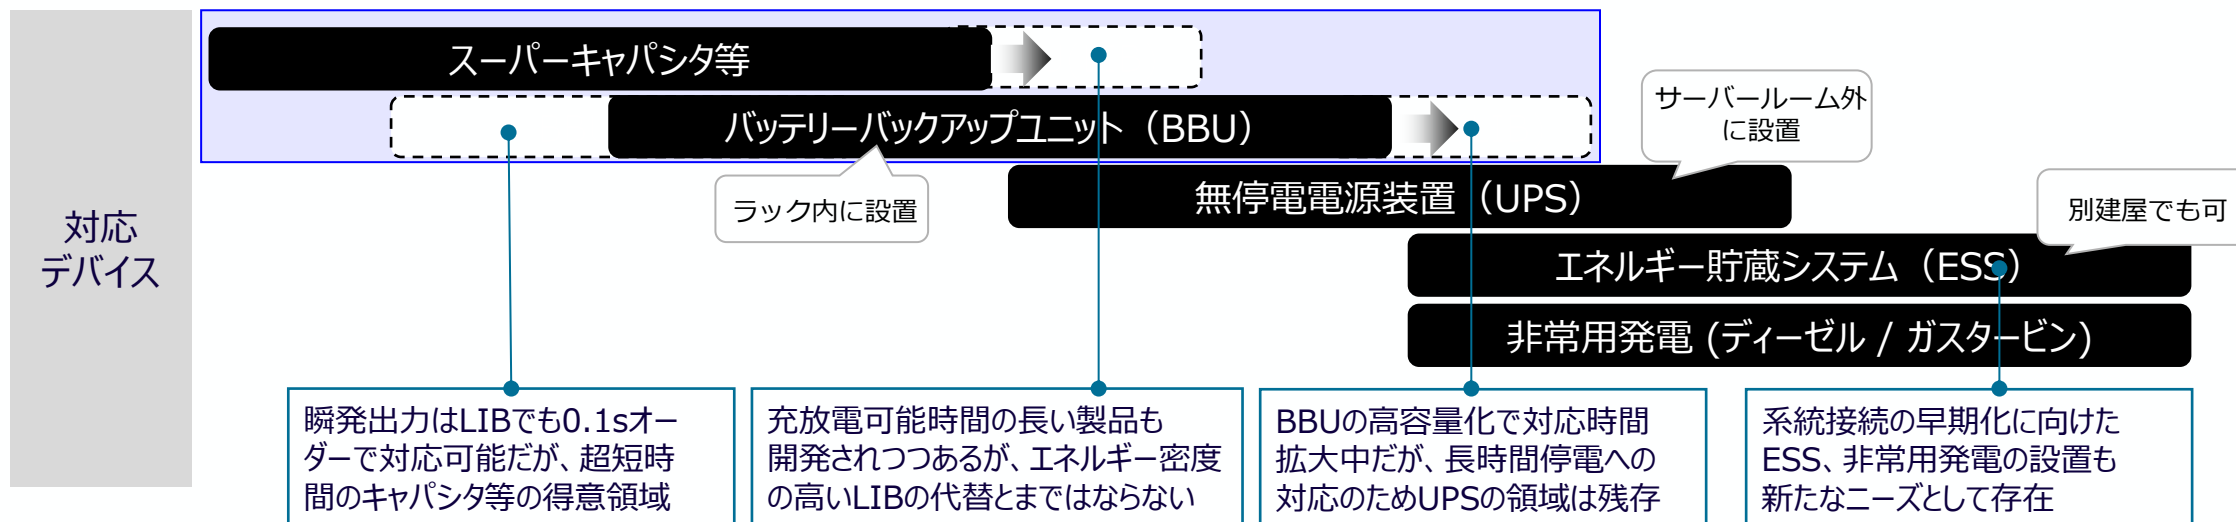 対応
デバイス
スーパーキャパシタ等
バッテリーバックアップユニット（BBU）
サーバールーム外
に設置
ラック内に設置
無停電電源装置（UPS）
別建屋でも可
エネルギー貯蔵システム（ESS）
非常用発電 (ディーゼル / ガスタービン)
瞬発出力はLIBでも0.1sオー
ダーで対応可能だが、超短時
間のキャパシタ等の得意領域
充放電可能時間の長い製品も
開発されつつあるが、エネルギー密度
の高いLIBの代替とまではならない
BBUの高容量化で対応時間
拡大中だが、長時間停電への
対応のためUPSの領域は残存
系統接続の早期化に向けた
ESS、非常用発電の設置も
新たなニーズとして存在